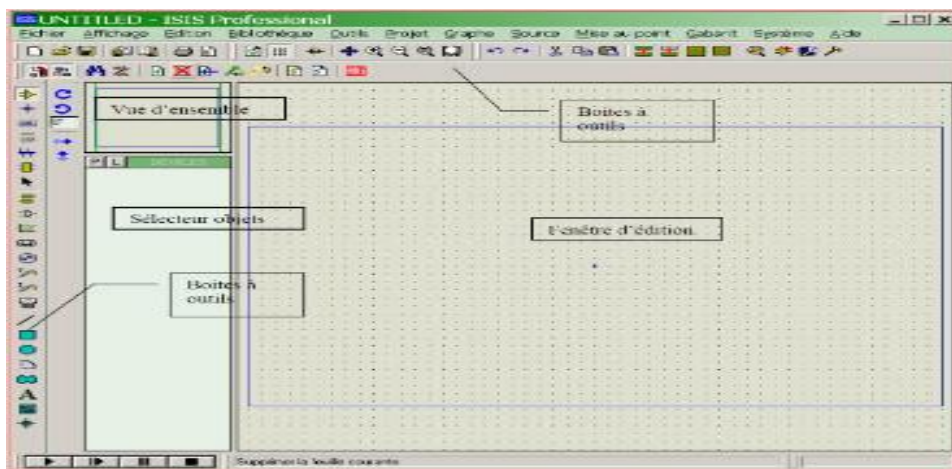 UNTITLED - ISIS Professional
Fichier Affichage Edition Bibliothèque Outils Projet Graphe Source Mise au point Gabarit Système Aide
Vue d'ensemble
Boites à
outils
P L DEVICES
Sélecteur objets
Fenêtre d'édition
Boites à
outils
A
Supprimer la feuille courante